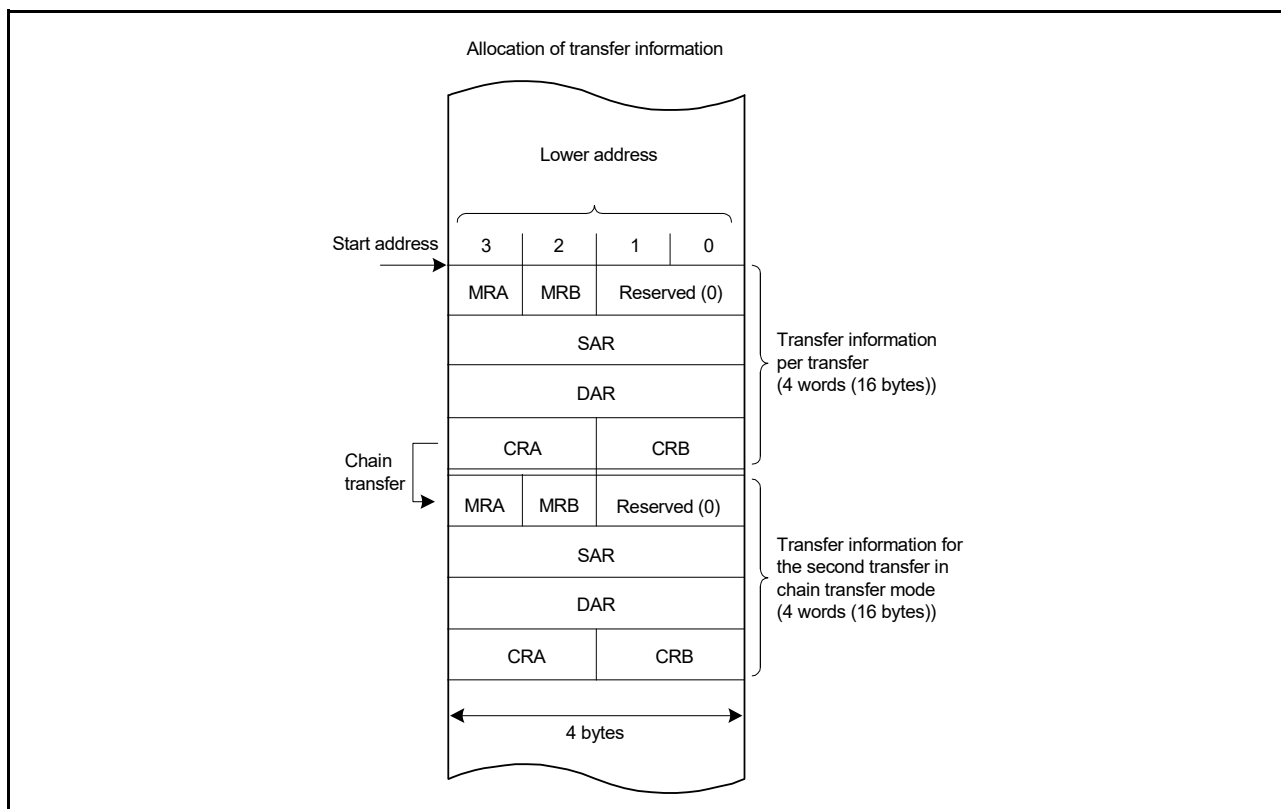 Allocation of transfer information
Lower address
Start address
3 2 1 0
MRA MRB Reserved (0)
SAR
DAR
CRA CRB
Transfer information
per transfer
(4 words (16 bytes))
Chain
transfer
MRA MRB Reserved (0)
SAR
DAR
CRA CRB
Transfer information for
the second transfer in
chain transfer mode
(4 words (16 bytes))
4 bytes